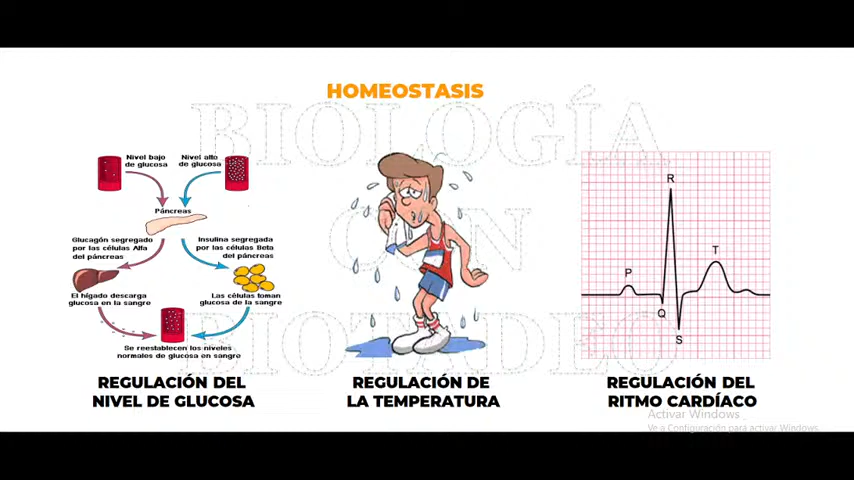 HOMEOSTASIS
BIOLOGÍA
CON
BIOTADEO
Nivel bajo
de glucosa
Nivel alto
de glucosa
Páncreas
Glucagón segregado
por las células Alfa
del páncreas
Insulina segregada
por las células Beta
del páncreas
El hígado descarga
glucosa en la sangre
Las células toman
glucosa de la sangre
Se reestablecen los niveles
normales de glucosa en sangre
REGULACIÓN DEL
NIVEL DE GLUCOSA
REGULACIÓN DE
LA TEMPERATURA
R
P
T
Q
S
REGULACIÓN DEL
RITMO CARDÍACO
Activar Windows
Ve a Configuración para activar Windows.